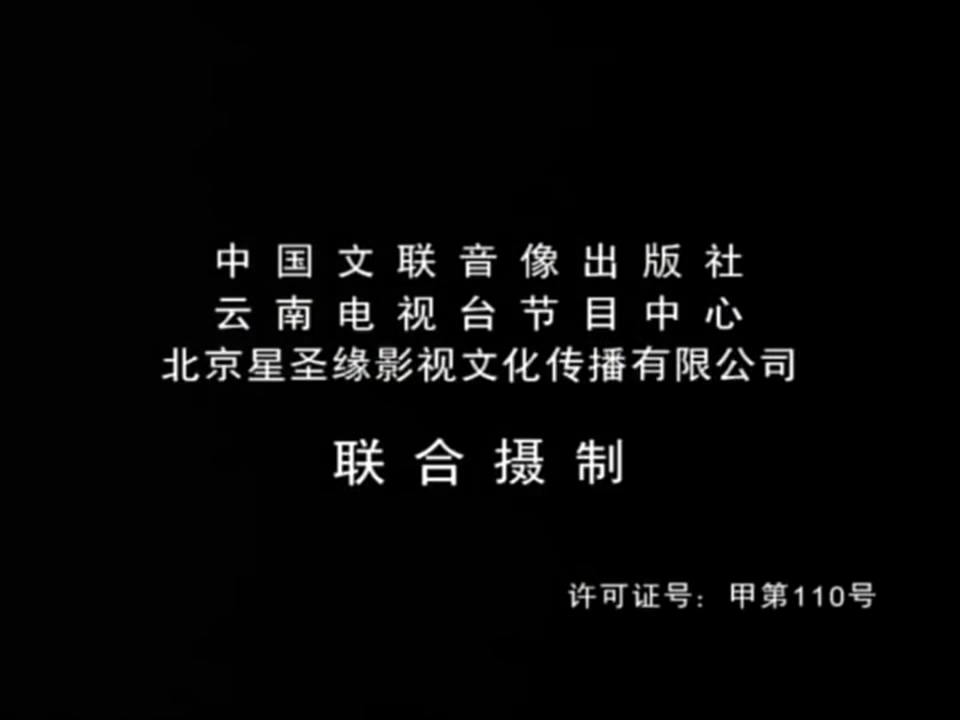 中国文联音像出版社
云南电视台节目中心
北京星圣缘影视文化传播有限公司
联合摄制
许可证号：甲第110号